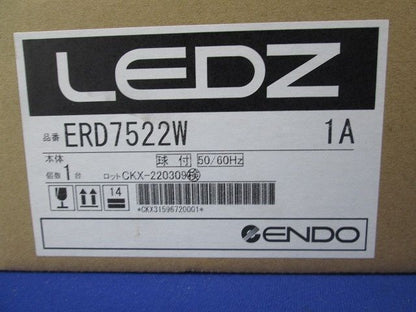 LEDZ
品番 ERD7522W 1A
本体 球付 50/60Hz
個数 1台 ロット CKX-220309
14
*CKX31596720001*
ENDO